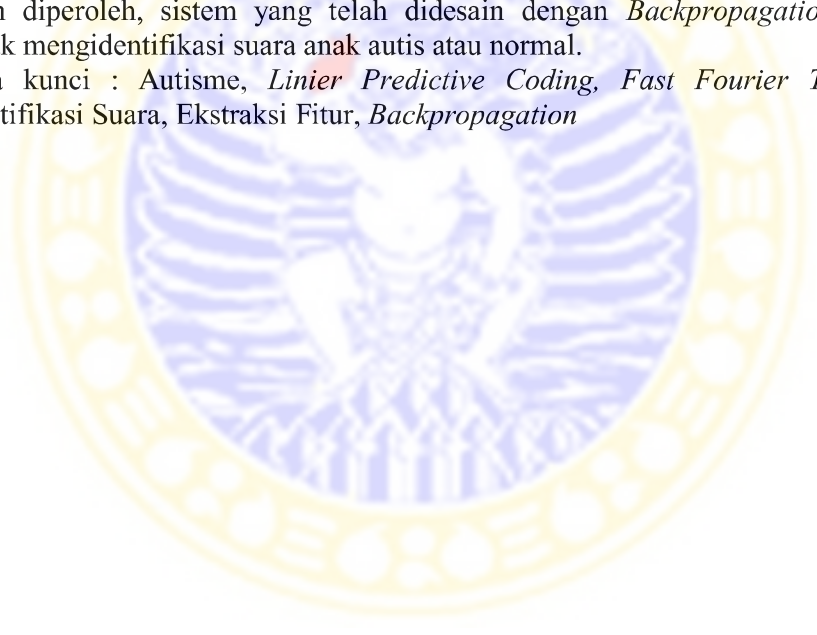 diperoleh, sistem yang telah didesain dengan Backpropagatio
k mengidentifikasi suara anak autis atau normal.
kunci : Autisme, Linier Predictive Coding, Fast Fourier T
tifikasi Suara, Ekstraksi Fitur, Backpropagation